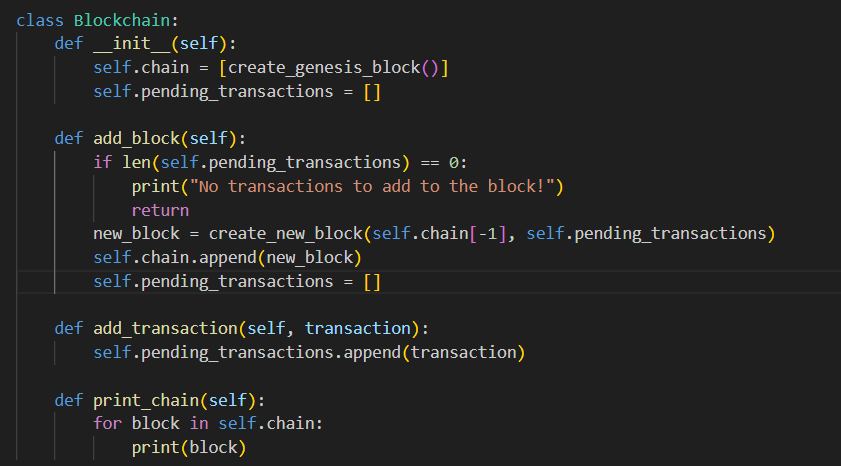 class Blockchain:
    def __init__(self):
        self.chain = [create_genesis_block()]
        self.pending_transactions = []

    def add_block(self):
        if len(self.pending_transactions) == 0:
            print("No transactions to add to the block!")
            return
        new_block = create_new_block(self.chain[-1], self.pending_transactions)
        self.chain.append(new_block)
        self.pending_transactions = []

    def add_transaction(self, transaction):
        self.pending_transactions.append(transaction)

    def print_chain(self):
        for block in self.chain:
            print(block)